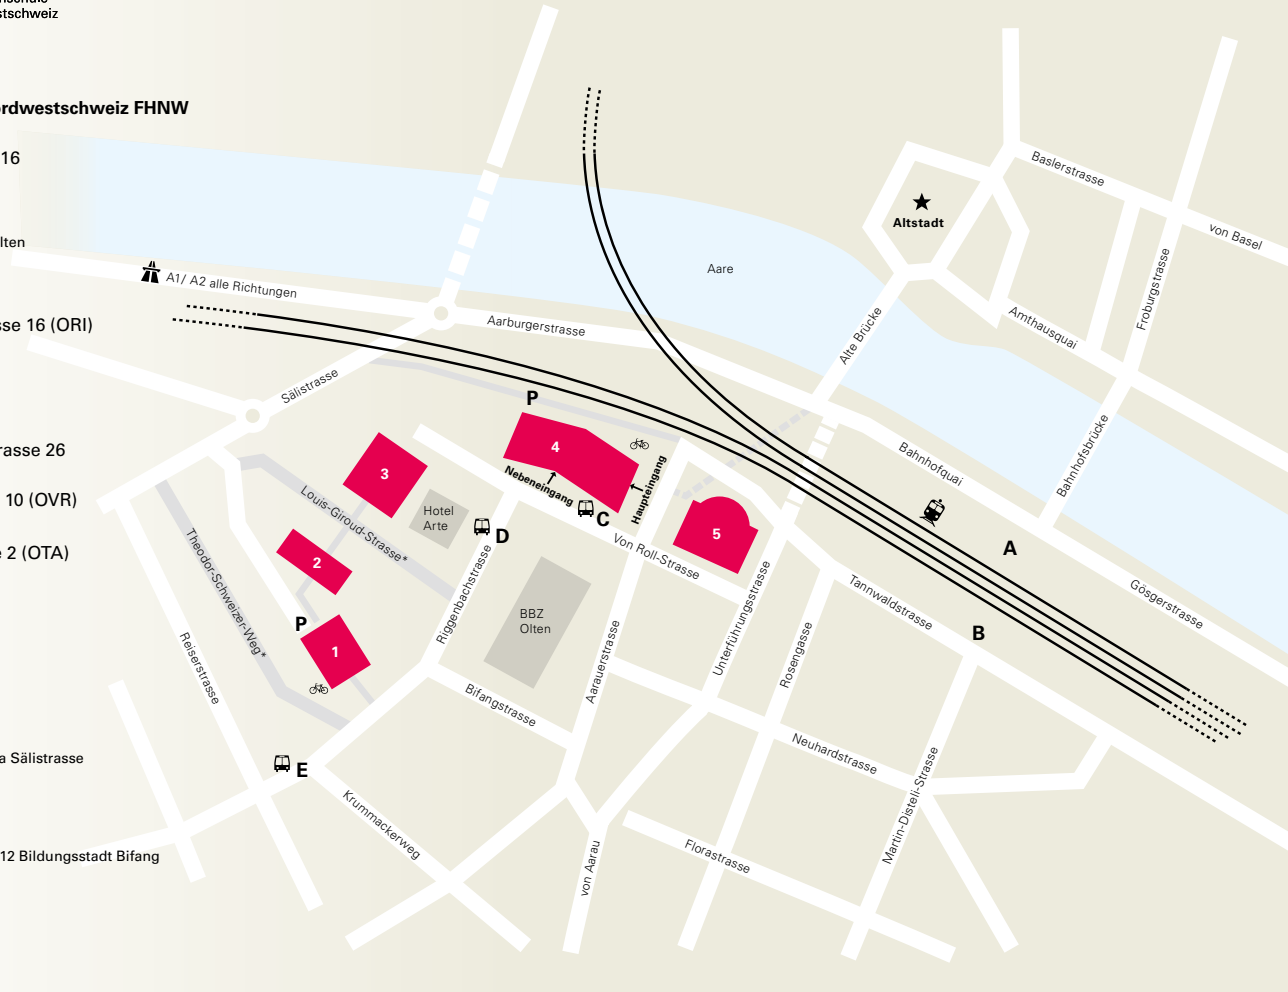 stschweiz
rdwestschweiz FHNW
16
lten
sse 16 (ORI)
rasse 26
10 (OVR)
e 2 (OTA)
a Sälistrasse
12 Bildungsstadt Bifang
Baslerstrasse
von Basel
Altstadt
Froburgstrasse
Aare
A1/ A2 alle Richtungen
Aarburgerstrasse
Amthausquai
Alte Brücke
Sälistrasse
P
4
Nebeneingang
Haupteingang
Bahnhofquai
Bahnhofsbrücke
3
Louis-Giroud-Strasse*
Hotel
Arte
D
C
5
A
Von Roll-Strasse
2
Theodor-Schweizer-Weg*
Riggenbachstrasse
BBZ
Olten
Tannwaldstrasse
Gösgerstrasse
B
P
1
Reiserstrasse
Aarauerstrasse
Unterführungsstrasse
Rosengasse
Bifangstrasse
Neuhardstrasse
E
Krummackerweg
Martin-Disteli-Strasse
von Aarau
Florastrasse